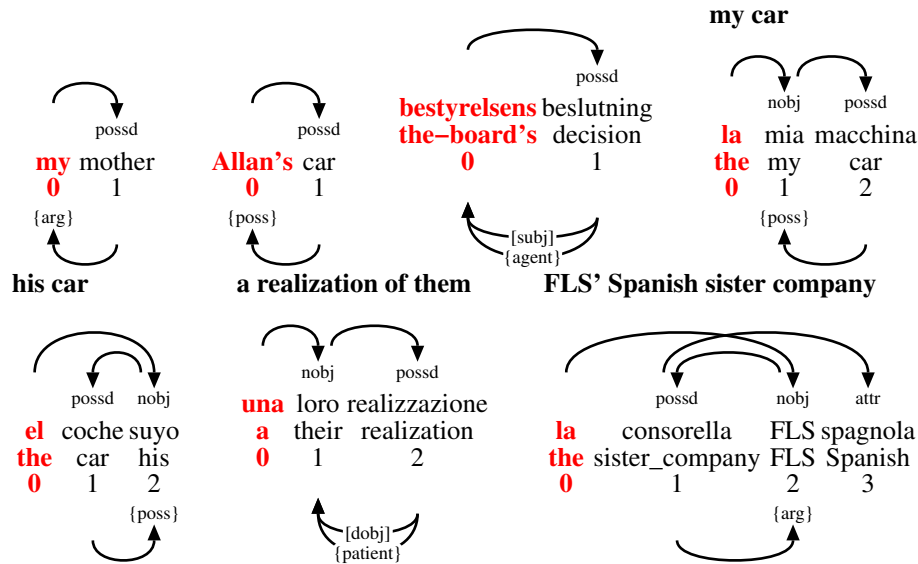 my car
possd
my mother
0 1
{arg}
possd
Allan's car
0 1
{poss}
possd
bestyrelsens beslutning
the–board's decision
0 1
[subj]
{agent}
nobj possd
la mia macchina
the my car
0 1 2
{poss}
his car
possd nobj
el coche suyo
the car his
0 1 2
{poss}
a realization of them
nobj possd
una loro realizzazione
a their realization
0 1 2
[dobj]
{patient}
FLS' Spanish sister company
possd nobj attr
la consorella FLS spagnola
the sister_company FLS Spanish
0 1 2 3
{arg}